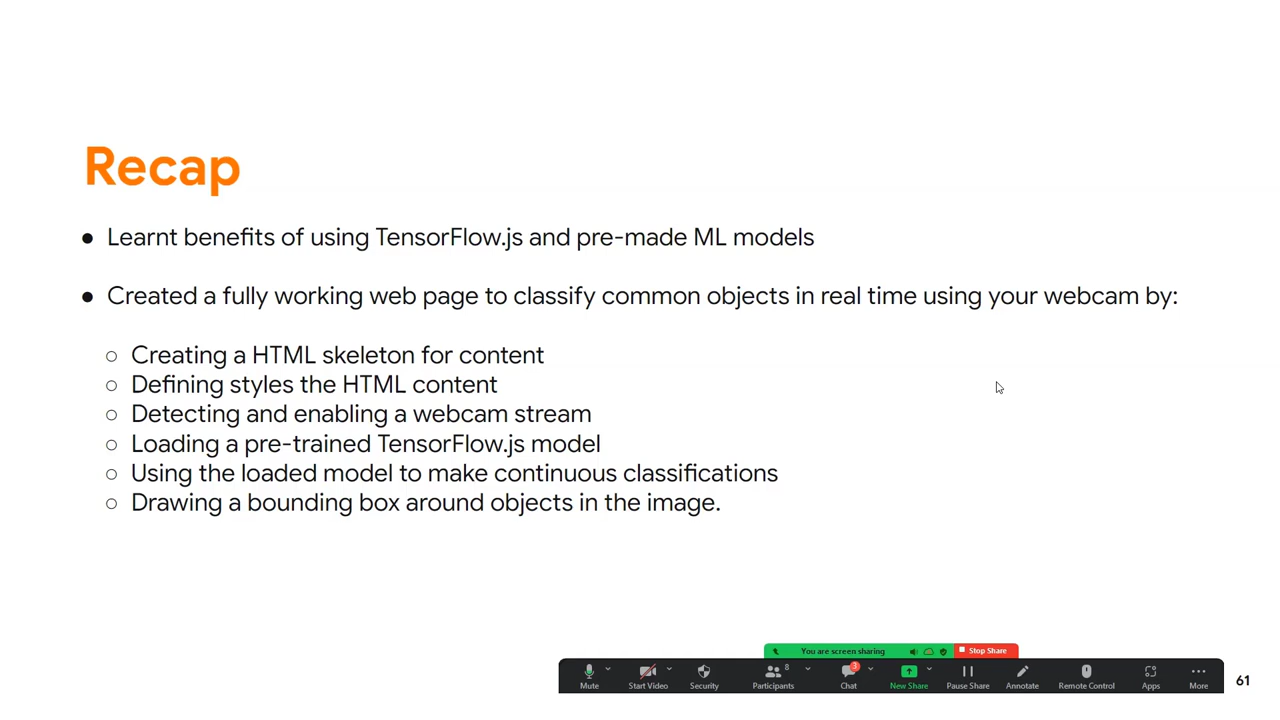 Recap
● Learnt benefits of using TensorFlow.js and pre-made ML models
● Created a fully working web page to classify common objects in real time using your webcam by:
○ Creating a HTML skeleton for content
○ Defining styles the HTML content
○ Detecting and enabling a webcam stream
○ Loading a pre-trained TensorFlow.js model
○ Using the loaded model to make continuous classifications
○ Drawing a bounding box around objects in the image.
You are screen sharing Stop Share
8 3
Mute Start Video Security Participants Chat New Share Pause Share Annotate Remote Control Apps More
61